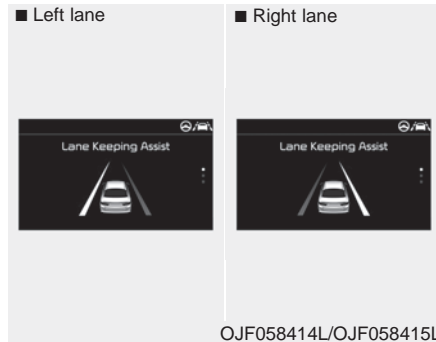 ■ Left lane
■ Right lane
Lane Keeping Assist
Lane Keeping Assist
OJF058414L/OJF058415L